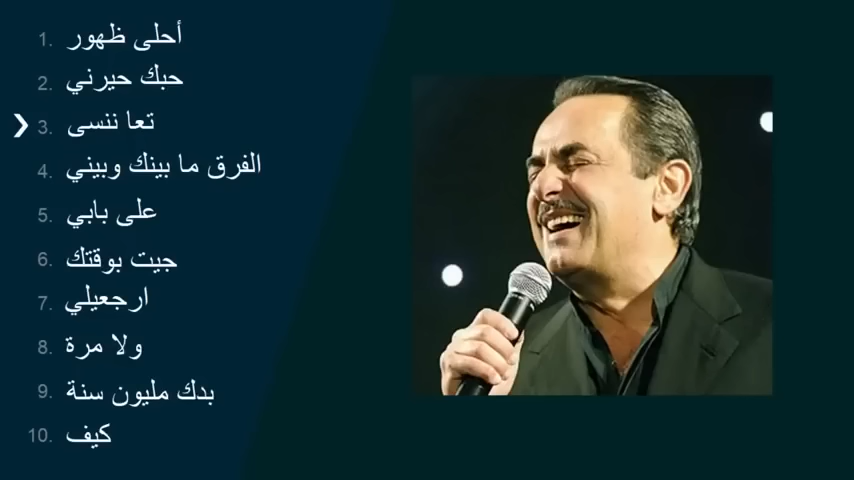 1. أحلى ظهور
2. حبك حيرني
3. تعا ننسى
4. الفرق ما بينك وبيني
5. على بابي
6. جيت بوقتك
7. ارجعيلي
8. ولا مرة
9. بدك مليون سنة
10. كيف